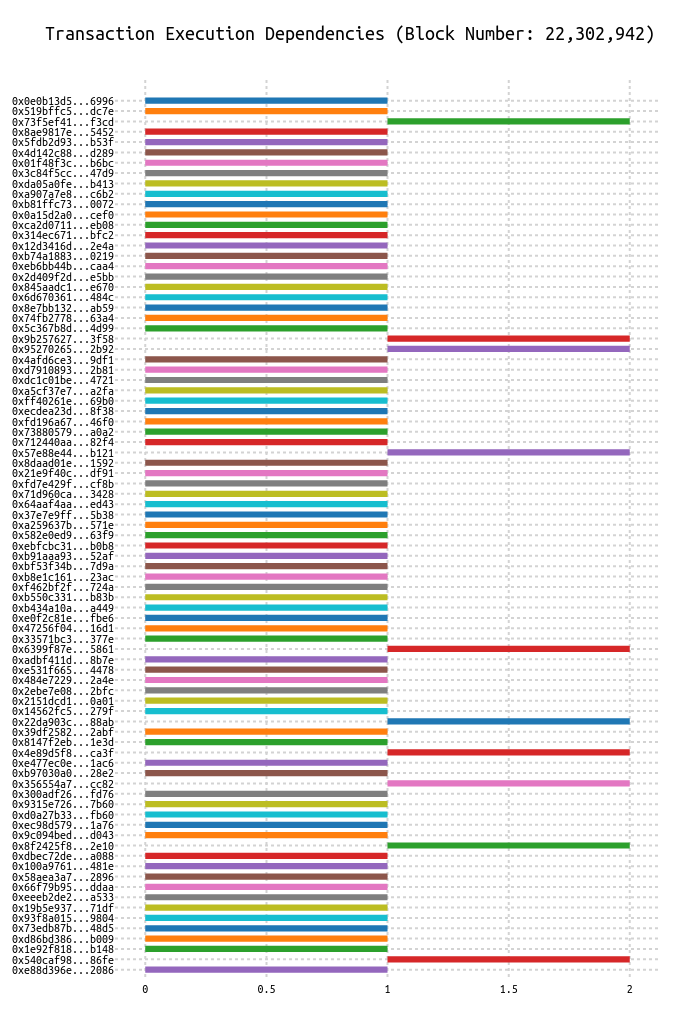 Transaction Execution Dependencies (Block Number: 22,302,942)
0x0e0b13d5...6996
0x519bffc5...dc7e
0x73f5ef41...f3cd
0x8ae9817e...5452
0x5fdb2d93...b53f
0x4d142c88...d289
0x01f48f3c...b6bc
0x3c84f5cc...47d9
0xda05a0fe...b413
0xa907a7e8...c6b2
0xb81ffc73...0072
0x0a15d2a0...cef0
0xca2d0711...eb08
0x314ec671...bfc2
0x12d3416d...2e4a
0xb74a1883...0219
0xeb6bb44b...caa4
0x2d409f2d...e5bb
0x845aadc1...e670
0x6d670361...484c
0x8e7bb132...ab59
0x74fb2778...63a4
0x5c367b8d...4d99
0x9b257627...3f58
0x95270265...2b92
0x4afd6ce3...9df1
0xd7910893...2b81
0xdc1c01be...4721
0xa5cf37e7...a2fa
0xff40261e...69b0
0xecdea23d...8f38
0xfd196a67...46f0
0x73880579...a0a2
0x712440aa...82f4
0x57e88e44...b121
0x8daad01e...1592
0x21e9f40c...df91
0xfd7e429f...cf8b
0x71d960ca...3428
0x64aaf4aa...ed43
0x37e7e9ff...5b38
0xa259637b...571e
0x582e0ed9...63f9
0xebfcbc31...b0b8
0xb91aaa93...52af
0xbf53f34b...7d9a
0xb8e1c161...23ac
0xf462bf2f...724a
0xb550c331...b83b
0xb434a10a...a449
0xe0f2c81e...fbe6
0x47256f04...16d1
0x33571bc3...377e
0x6399f87e...5861
0xadbf411d...8b7e
0xe531f665...4478
0x484e7229...2a4e
0x2ebe7e08...2bfc
0x2151dcd1...0a01
0x14562fc5...279f
0x22da903c...88ab
0x39df2582...2abf
0x8147f2eb...1e3d
0x4e89d5f8...ca3f
0xe477ec0e...1ac6
0xb97030a0...28e2
0x356554a7...cc82
0x300adf26...fd76
0x9315e726...7b60
0xd0a27b33...fb60
0xec98d579...1a76
0x9c094bed...d043
0x8f2425f8...2e10
0xdbec72de...a088
0x100a9761...481e
0x58aea3a7...2896
0x66f79b95...ddaa
0xeeeb2de2...a533
0x19b5e937...71df
0x93f8a015...9804
0x73edb87b...48d5
0xd86bd386...b009
0x1e92f818...b148
0x540caf98...86fe
0xe88d396e...2086
0 0.5 1 1.5 2